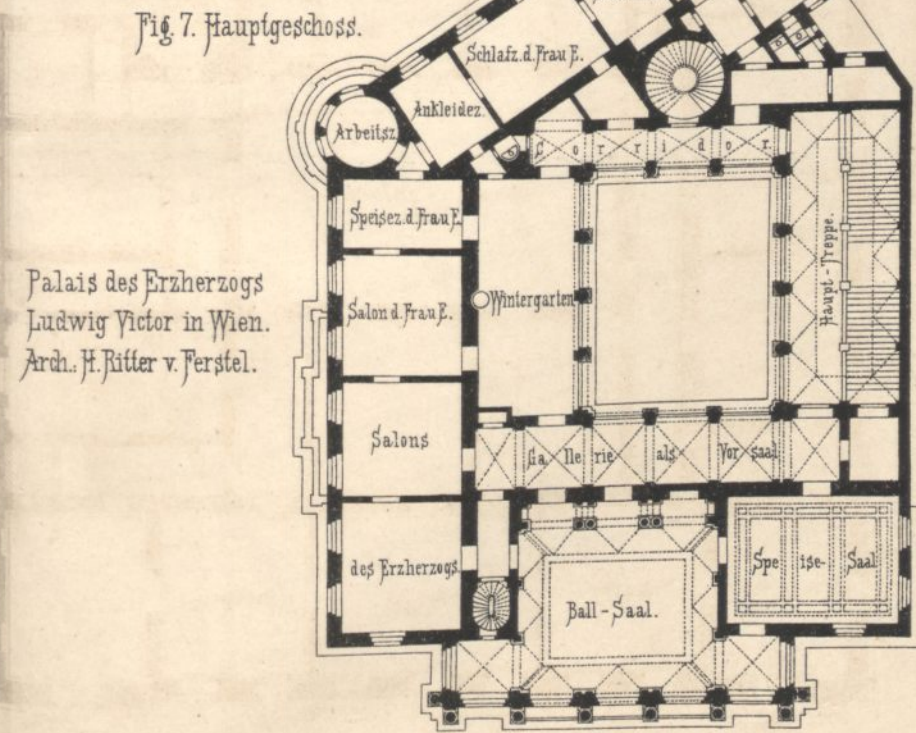 Fig. 7. Hauptgeschoss.
Schlafz. d. Frau E.
Ankleidez.
Arbeitsz.
Corridor.
Speisez. d. Frau E.
Palais des Erzherzogs
Ludwig Victor in Wien.
Arch.: H. Ritter v. Ferstel.
Salon d. Frau E.
Wintergarten
Haupt-Treppe.
Salons
Gallerie als Vorsaal
des Erzherzogs
Ball-Saal.
Speise-Saal